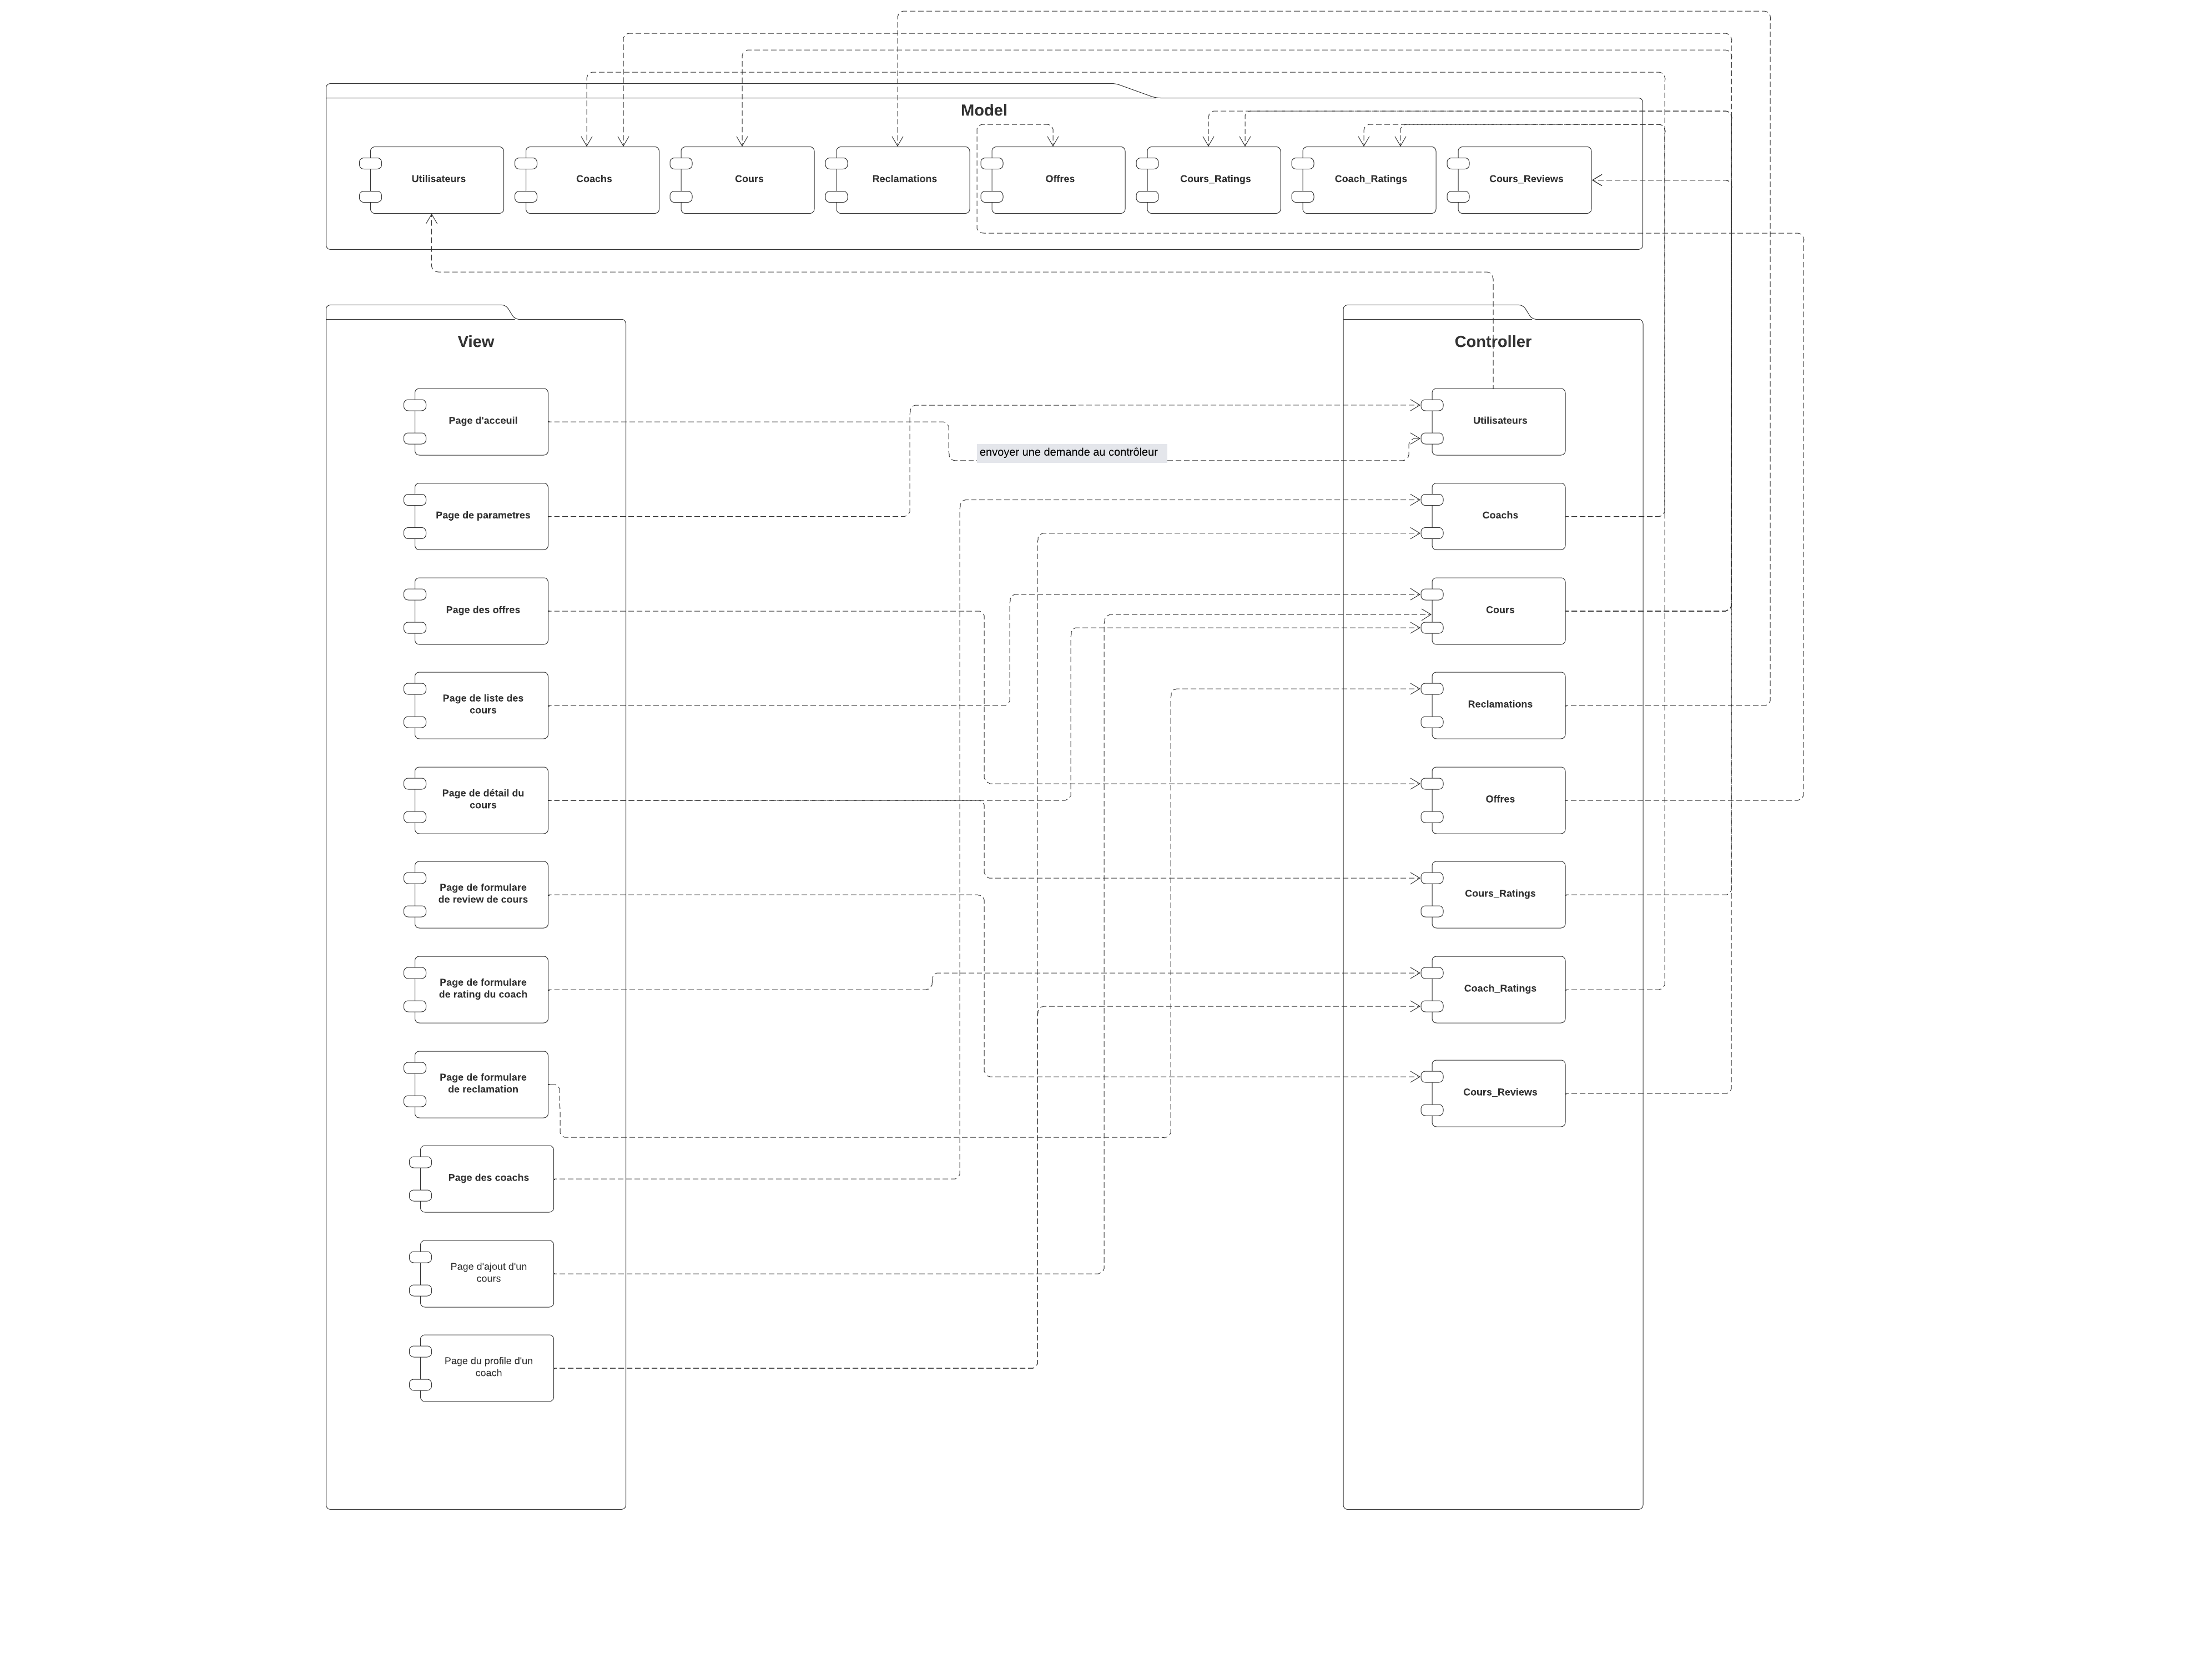 Model
Utilisateurs
Coachs
Cours
Reclamations
Offres
Cours_Ratings
Coach_Ratings
Cours_Reviews
View
Page d'acceuil
Page de parametres
Page des offres
Page de liste des
cours
Page de détail du
cours
Page de formulare
de review de cours
Page de formulare
de rating du coach
Page de formulare
de reclamation
Page des coachs
Page d'ajout d'un
cours
Page du profile d'un
coach
envoyer une demande au contrôleur
Controller
Utilisateurs
Coachs
Cours
Reclamations
Offres
Cours_Ratings
Coach_Ratings
Cours_Reviews